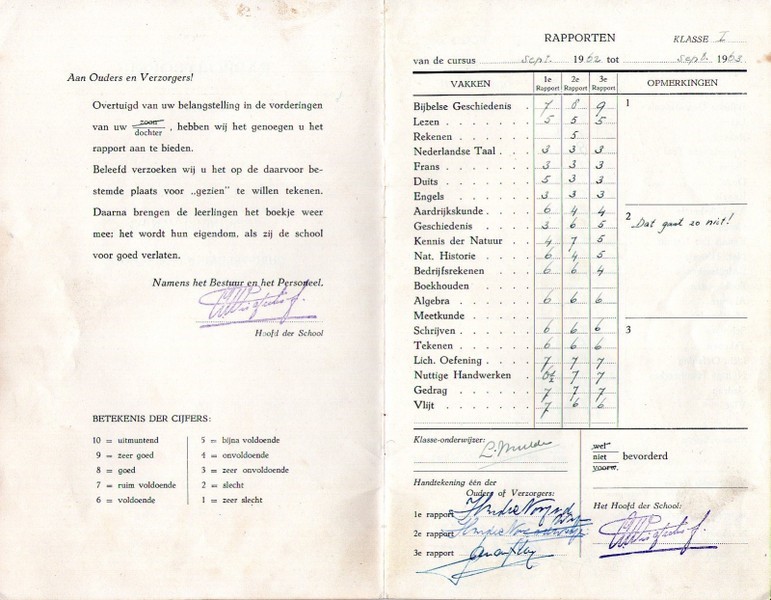 Aan Ouders en Verzorgers!
Overtuigd van uw belangstelling in de vorderingen
van uw zoon
dochter , hebben wij het genoegen u het
rapport aan te bieden.
Beleefd verzoeken wij u het op de daarvoor be-
stemde plaats voor „gezien" te willen tekenen.
Daarna brengen de leerlingen het boekje weer
mee; het wordt hun eigendom, als zij de school
voor goed verlaten.
Namens het Bestuur en het Personeel,
Hoofd der School
BETEKENIS DER CIJFERS:
10 = uitmuntend
9 = zeer goed
8 = goed
7 = ruim voldoende
6 = voldoende
5 = bijna voldoende
4 = onvoldoende
3 = zeer onvoldoende
2 = slecht
1 = zeer slecht
RAPPORTEN KLASSE I
van de cursus sept. 1962 tot sept. 1963
VAKKEN 1e Rapport 2e Rapport 3e Rapport OPMERKINGEN
Bijbelse Geschiedenis 7 8 9
Lezen 5 5 5
Rekenen 5
Nederlandse Taal 3 3 3
Frans 3 3 3
Duits 5 3 3
Engels 3 3 3
Aardrijkskunde 6 4 4
Geschiedenis 3 6 5
Kennis der Natuur 4 7 5
Nat. Historie 6 4 5
Bedrijfsrekenen 6 6 4
Boekhouden
Algebra 6 6 6
Meetkunde
Schrijven 6 6 6
Tekenen 6 6 6
Lich. Oefening 7 7 7
Nuttige Handwerken 7 7
Gedrag 7 7 7
Vlijt 7 6 6
1
2 Dat gaat zo niet!
3
Klasse-onderwijzer: L. Mulder
Handtekening één der
Ouders of Verzorgers:
1e rapport
2e rapport
3e rapport
wel
niet bevorderd
voorw.
Het Hoofd der School: